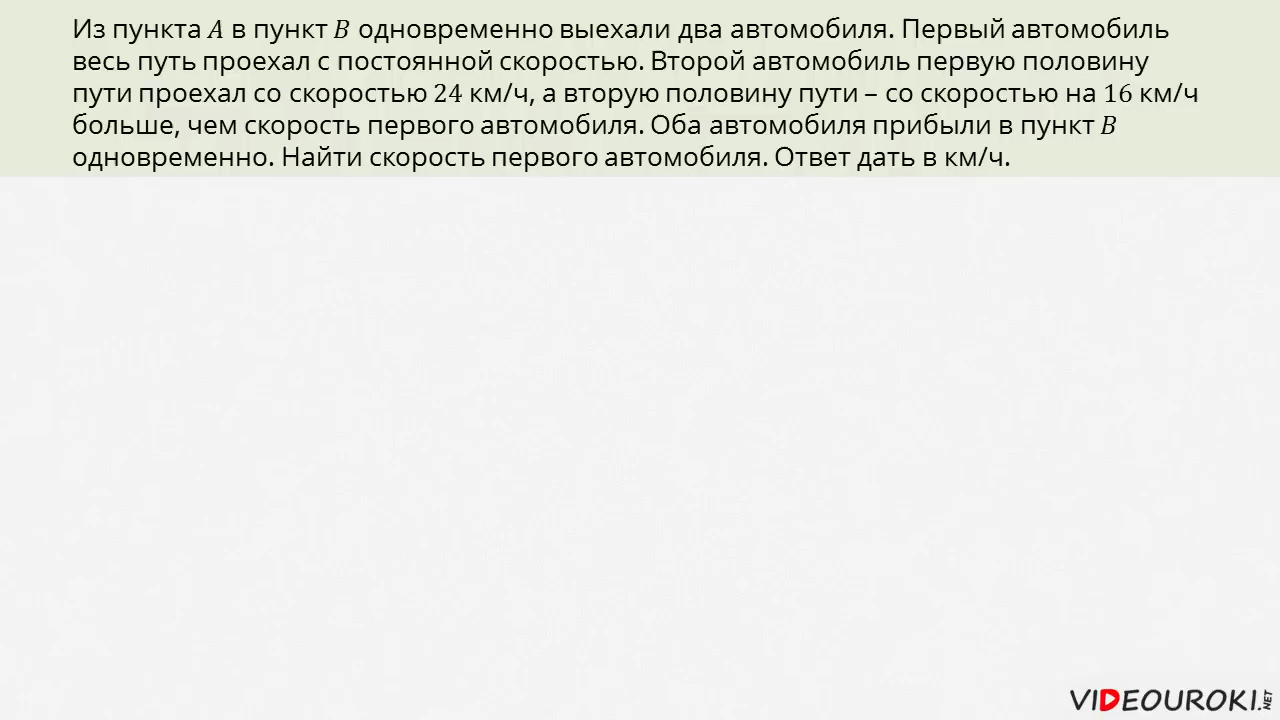 Из пункта A в пункт B одновременно выехали два автомобиля. Первый автомобиль
весь путь проехал с постоянной скоростью. Второй автомобиль первую половину
пути проехал со скоростью 24 км/ч, а вторую половину пути – со скоростью на 16 км/ч
больше, чем скорость первого автомобиля. Оба автомобиля прибыли в пункт B
одновременно. Найти скорость первого автомобиля. Ответ дать в км/ч.
VIDEOUROKI.NET